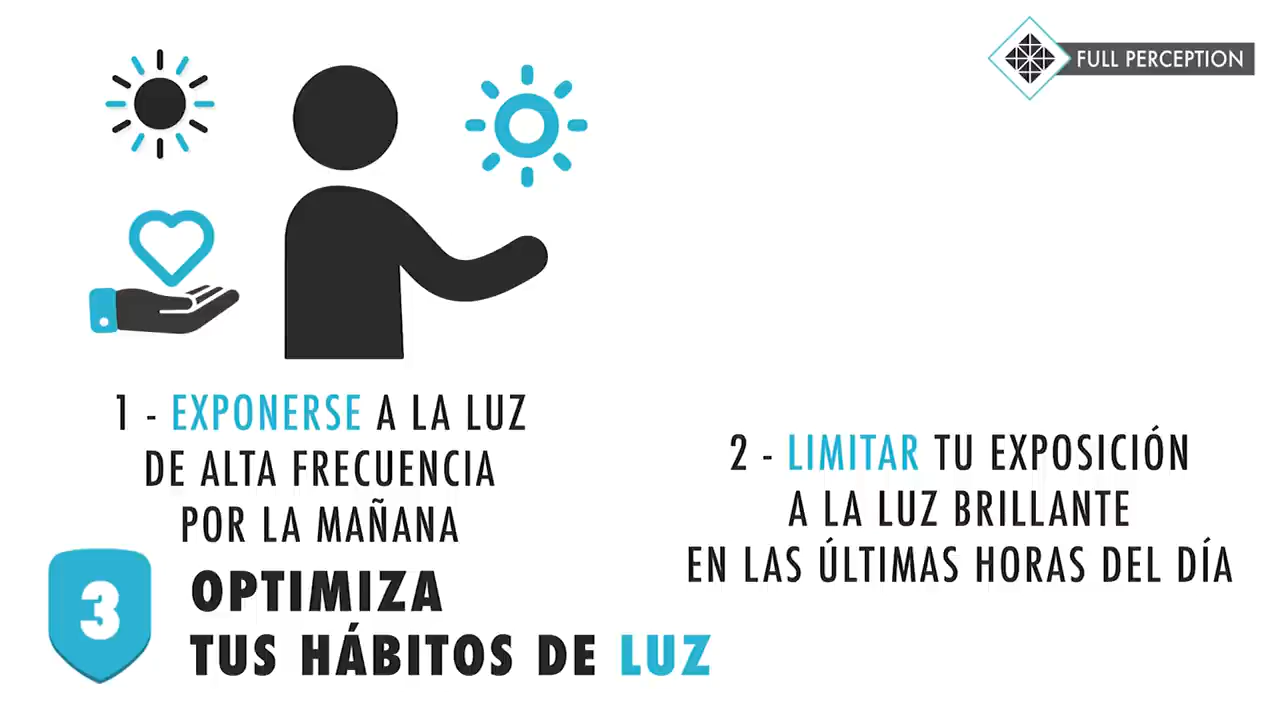 FULL PERCEPTION
1 - EXPONERSE A LA LUZ
DE ALTA FRECUENCIA
POR LA MAÑANA
2 - LIMITAR TU EXPOSICIÓN
A LA LUZ BRILLANTE
EN LAS ÚLTIMAS HORAS DEL DÍA
3
OPTIMIZA
TUS HÁBITOS DE LUZ